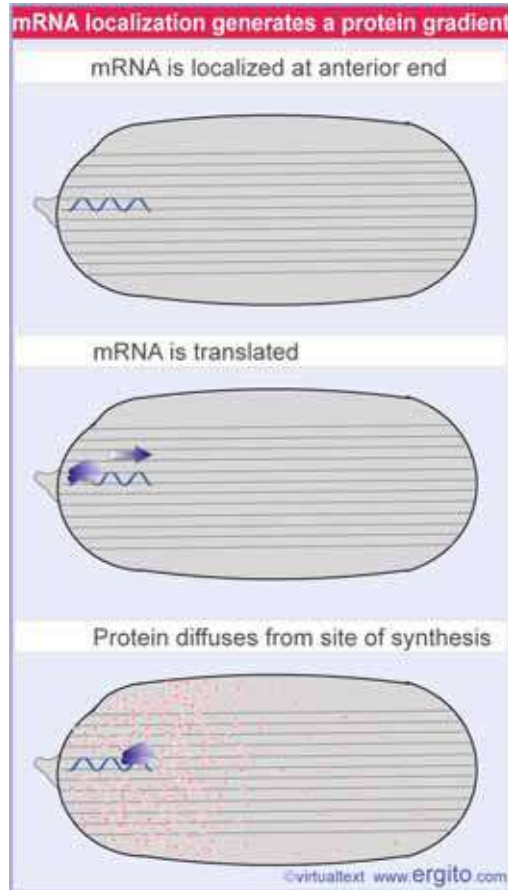 mRNA localization generates a protein gradient
mRNA is localized at anterior end
mRNA is translated
Protein diffuses from site of synthesis
©virtualtext www.ergito.com